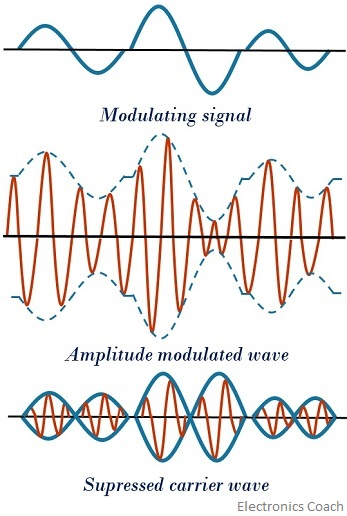 Modulating signal
Amplitude modulated wave
Supressed carrier wave
Electronics Coach